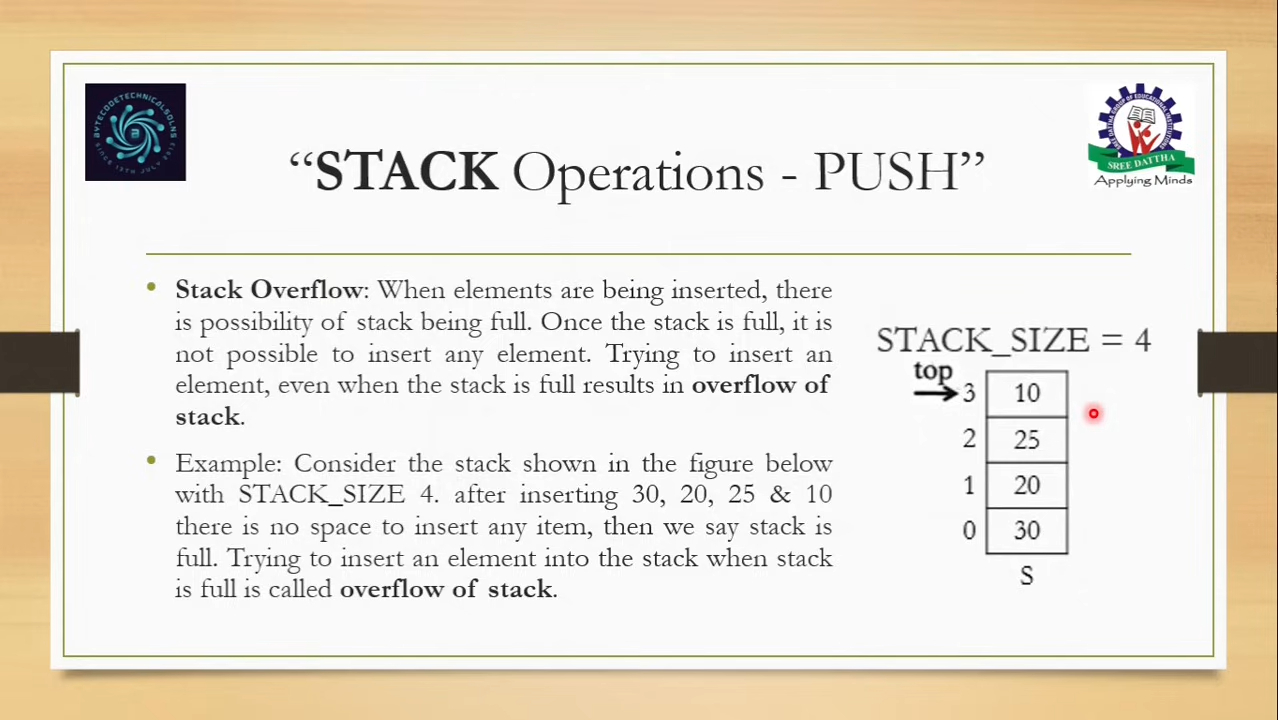 BYTECODETECHNICALSOLNS
SREE DATTHA
Applying Minds
“STACK Operations - PUSH”
• Stack Overflow: When elements are being inserted, there
is possibility of stack being full. Once the stack is full, it is
not possible to insert any element. Trying to insert an
element, even when the stack is full results in overflow of
stack.
• Example: Consider the stack shown in the figure below
with STACK_SIZE 4. after inserting 30, 20, 25 & 10
there is no space to insert any item, then we say stack is
full. Trying to insert an element into the stack when stack
is full is called overflow of stack.
STACK_SIZE = 4
top
3 10
2 25
1 20
0 30
S